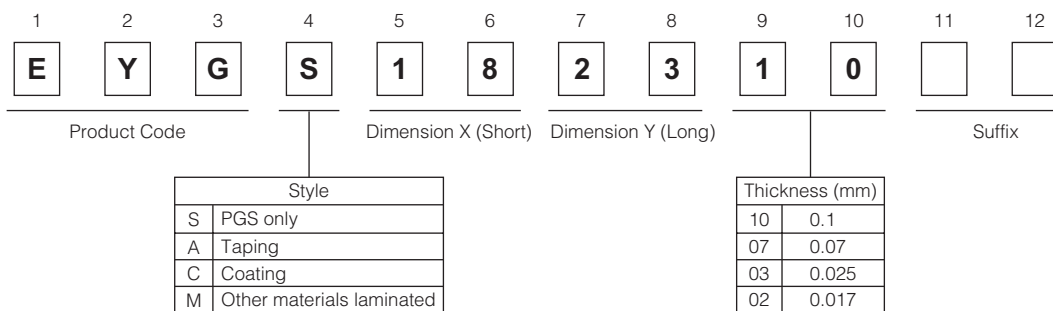 1 2 3 4 5 6 7 8 9 10 11 12
E Y G S 1 8 2 3 1 0
Product Code Dimension X (Short) Dimension Y (Long) Suffix
Style
S PGS only
A Taping
C Coating
M Other materials laminated
Thickness (mm)
10 0.1
07 0.07
03 0.025
02 0.017